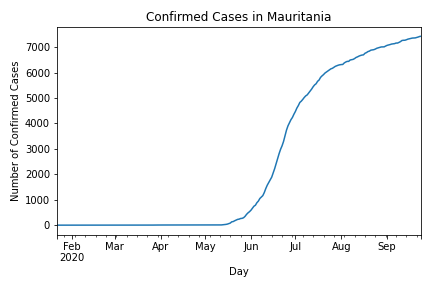 Confirmed Cases in Mauritania
Number of Confirmed Cases
7000
6000
5000
4000
3000
2000
1000
0
Feb Mar Apr May Jun Jul Aug Sep
2020
Day